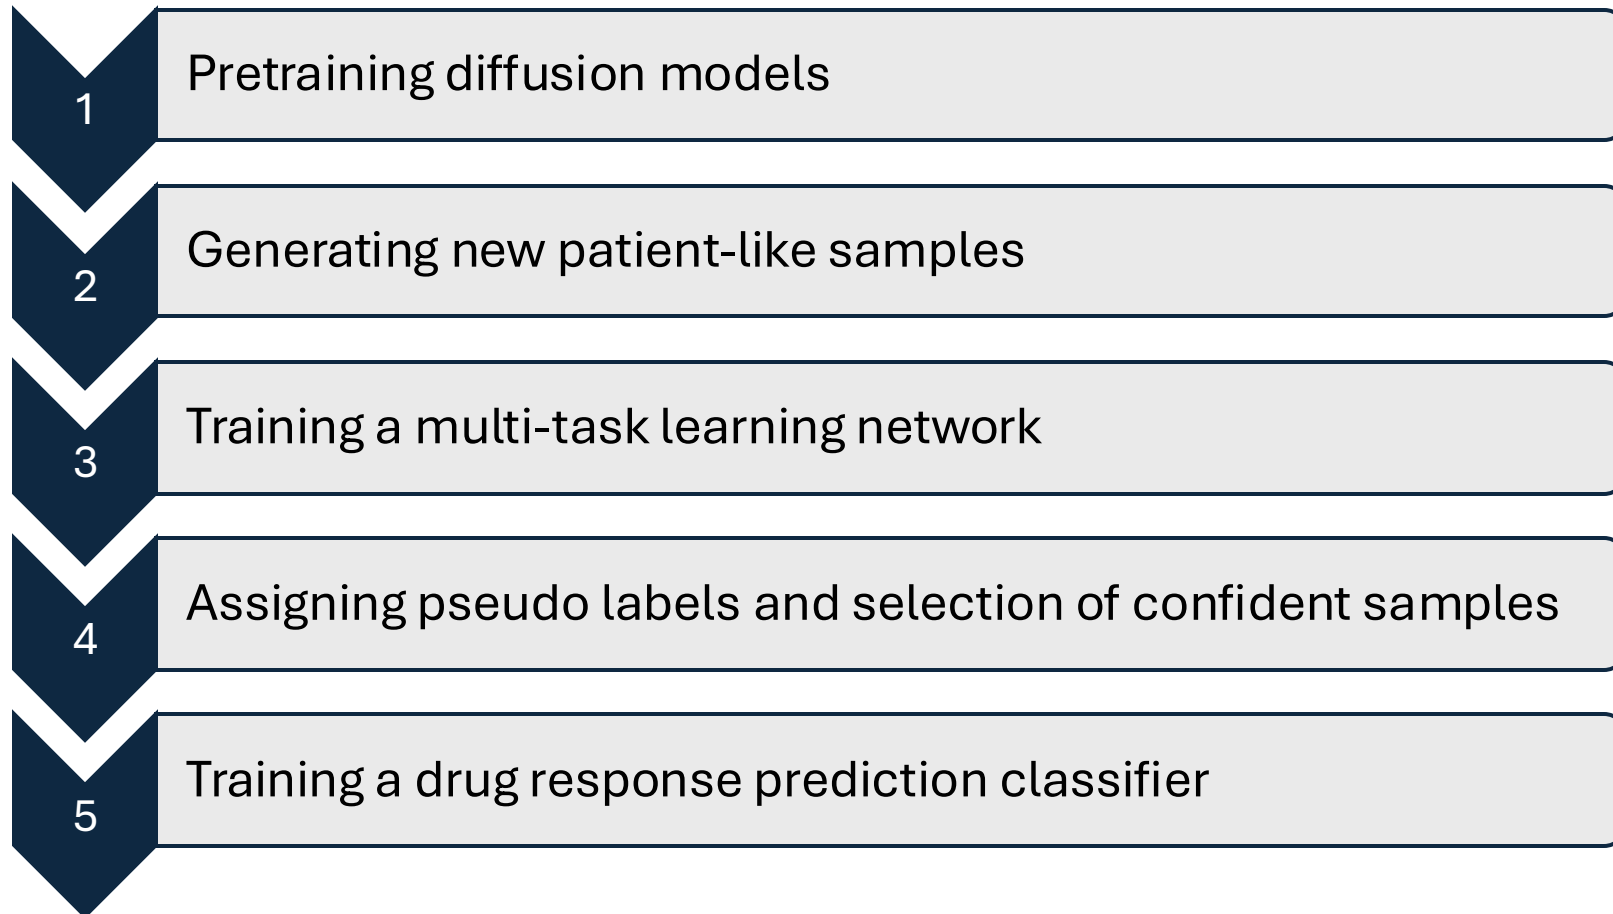 1
Pretraining diffusion models
2
Generating new patient-like samples
3
Training a multi-task learning network
4
Assigning pseudo labels and selection of confident samples
5
Training a drug response prediction classifier